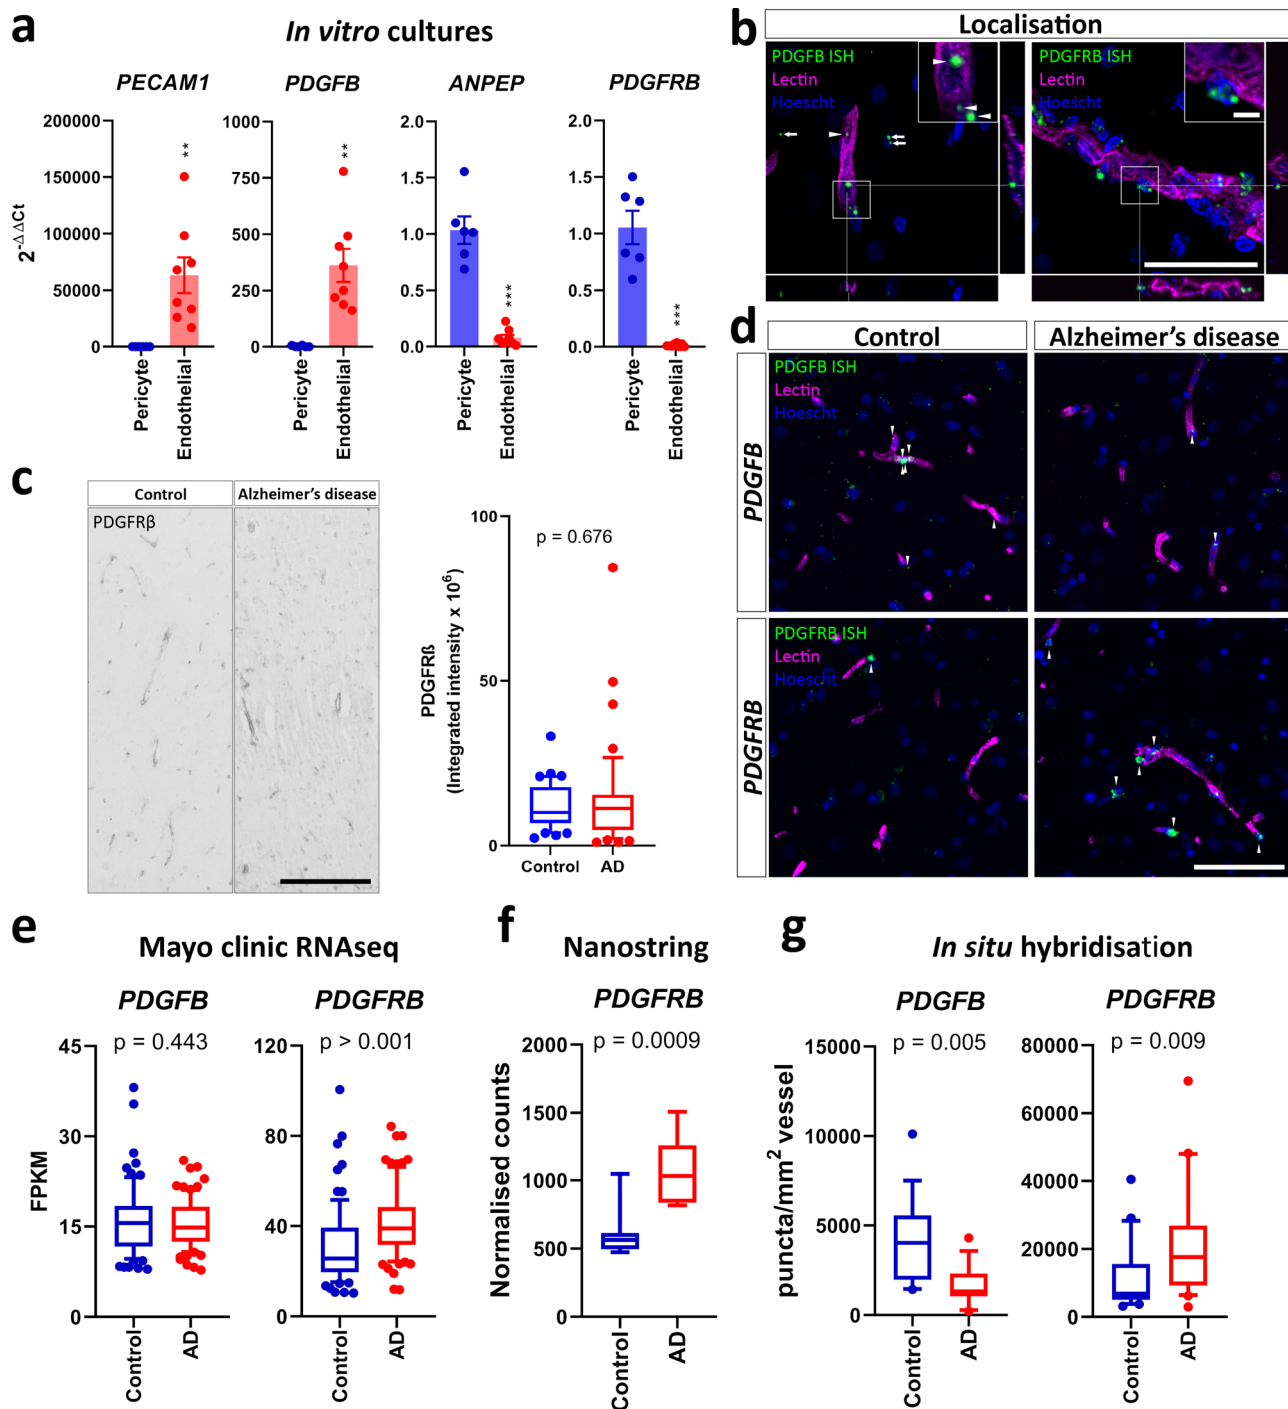 a
In vitro cultures
PECAM1
PDGFB
ANPEP
PDGFRB
2^-ΔΔCt
200000
150000
100000
50000
0
1000
750
500
250
0
2.0
1.5
1.0
0.5
0.0
2.0
1.5
1.0
0.5
0.0
**
**
***
***
Pericyte
Endothelial
Pericyte
Endothelial
Pericyte
Endothelial
Pericyte
Endothelial
b
Localisation
PDGFB ISH
Lectin
Hoescht
PDGFRB ISH
Lectin
Hoescht
c
Control
Alzheimer's disease
PDGFRβ
PDGFRß
(Integrated intensity x 10^6)
100
50
0
p = 0.676
Control
AD
d
Control
Alzheimer's disease
PDGFB
PDGFB ISH
Lectin
Hoescht
PDGFRB
PDGFRB ISH
Lectin
Hoescht
e
Mayo clinic RNAseq
PDGFB
PDGFRB
p = 0.443
p > 0.001
FPKM
45
30
15
0
120
80
40
0
Control
AD
Control
AD
f
Nanostring
PDGFRB
p = 0.0009
Normalised counts
2000
1500
1000
500
0
Control
AD
g
In situ hybridisation
PDGFB
PDGFRB
p = 0.005
p = 0.009
puncta/mm² vessel
15000
10000
5000
0
80000
60000
40000
20000
0
Control
AD
Control
AD